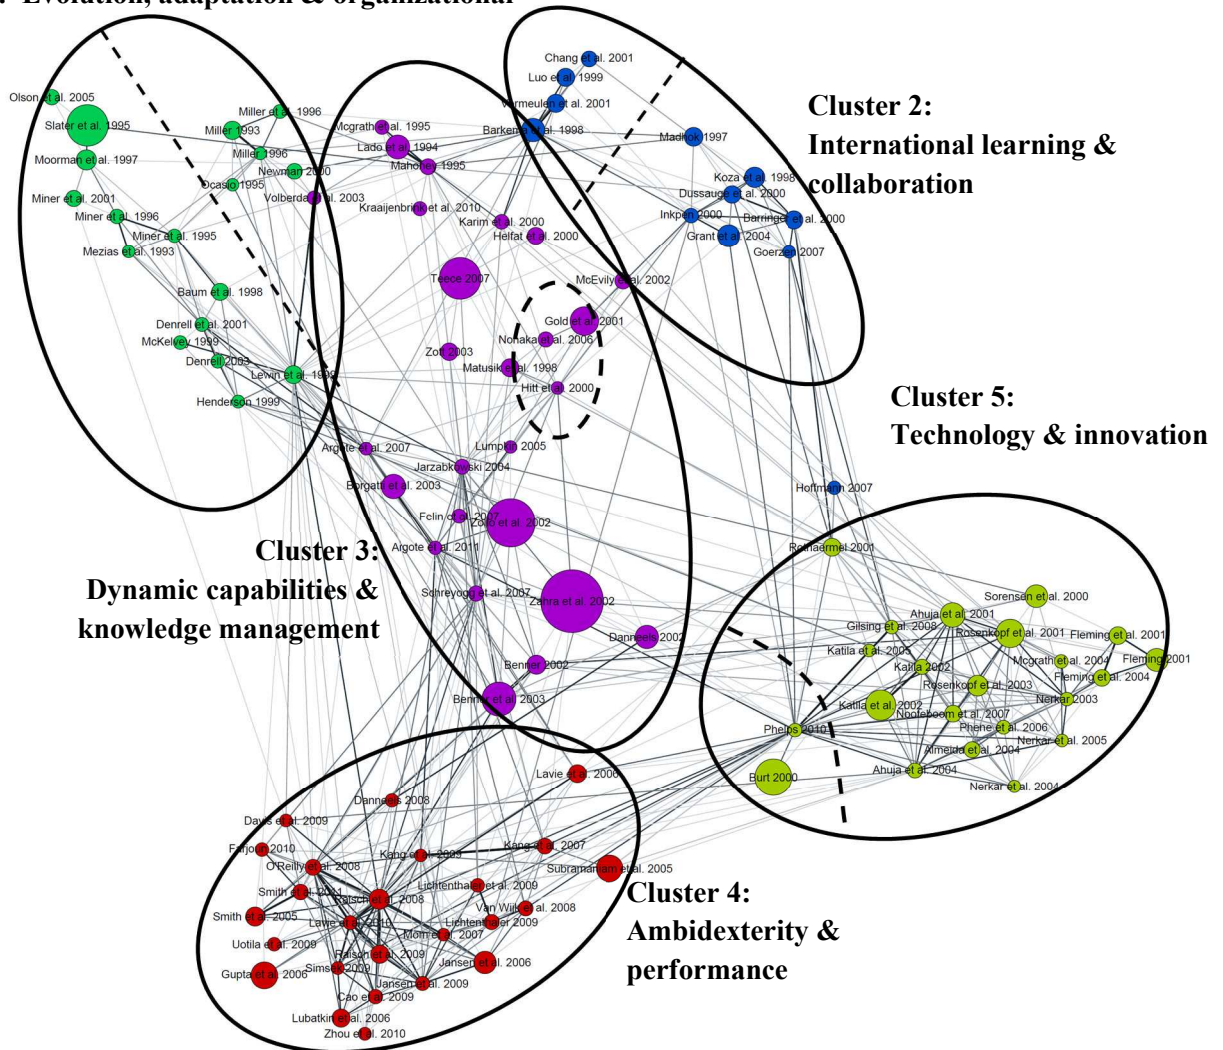 Evolution, adaptation & organizational
Chang et al. 2001
Olson et al. 2005
Luo et al. 1999
Vermeulen et al. 2001
Cluster 2:
International learning &
collaboration
Slater et al. 1995
Miller et al. 1996
Miller 1993
Mcgrath et al. 1995
Barkema et al. 1998
Madhok 1997
Lado et al. 1994
Moorman et al. 1997
Miller 1996
Mahoney 1995
Newman 2000
Koza et al. 1998
Ocasio 1995
Dussauge et al. 2000
Miner et al. 2001
Volberda et al. 2003
Kraaijenbrink et al. 2010
Inkpen 2000
Barringer et al. 2000
Miner et al. 1996
Karim et al. 2000
Miner et al. 1995
Helfat et al. 2000
Grant et al. 2004
Mezias et al. 1993
Goerzen 2007
Teece 2007
McEvily et al. 2002
Baum et al. 1998
Gold et al. 2001
Denrell et al. 2001
McKelvey 1999
Nonaka et al. 2006
Zott 2003
Denrell 2003
Matusik et al. 1998
Lewin et al. 1999
Hitt et al. 2000
Henderson 1999
Cluster 5:
Technology & innovation
Argote et al. 2007
Lumpkin 2005
Jarzabkowski 2004
Borgatti et al. 2003
Hoffmann 2007
Felin et al. 2007
Zollo et al. 2002
Argote et al. 2011
Rothaermel 2001
Cluster 3:
Dynamic capabilities &
knowledge management
Schreyogg et al. 2007
Zahra et al. 2002
Sorensen et al. 2000
Ahuja et al. 2001
Gilsing et al. 2008
Rosenkopf et al. 2001
Fleming et al. 2001
Danneels 2002
Katila et al. 2005
Fleming 2001
Benner 2002
Katila 2002
Mcgrath et al. 2004
Fleming et al. 2004
Rosenkopf et al. 2003
Benner et al. 2003
Katila et al. 2002
Nerkar 2003
Nooteboom et al. 2007
Phelps 2010
Phene et al. 2006
Nerkar et al. 2005
Almeida et al. 2004
Burt 2000
Ahuja et al. 2004
Nerkar et al. 2004
Lavie et al. 2006
Danneels 2008
Davis et al. 2009
Farjoun 2010
Kang et al. 2009
Kang et al. 2007
O'Reilly et al. 2008
Subramaniam et al. 2005
Smith et al. 2011
Lichtenthaler et al. 2009
Raisch et al. 2008
Cluster 4:
Ambidexterity &
performance
Smith et al. 2005
Van Wijk et al. 2008
Lavie et al. 2010
Lichtenthaler 2009
Mom et al. 2007
Uotila et al. 2009
Raisch et al. 2009
Jansen et al. 2006
Gupta et al. 2006
Simsek 2009
Jansen et al. 2009
Cao et al. 2009
Lubatkin et al. 2006
Zhou et al. 2010